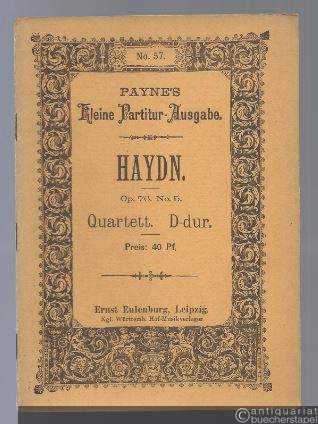 No. 57.
PAYNE'S
Kleine Partitur-Ausgabe.
HAYDN.
Op. 76. No. 5.
Quartett. D-dur.
Preis: 40 Pf.
Ernst Eulenburg, Leipzig.
Kgl. Württemb. Hof-Musikverleger
antiquariat
buecherstapel